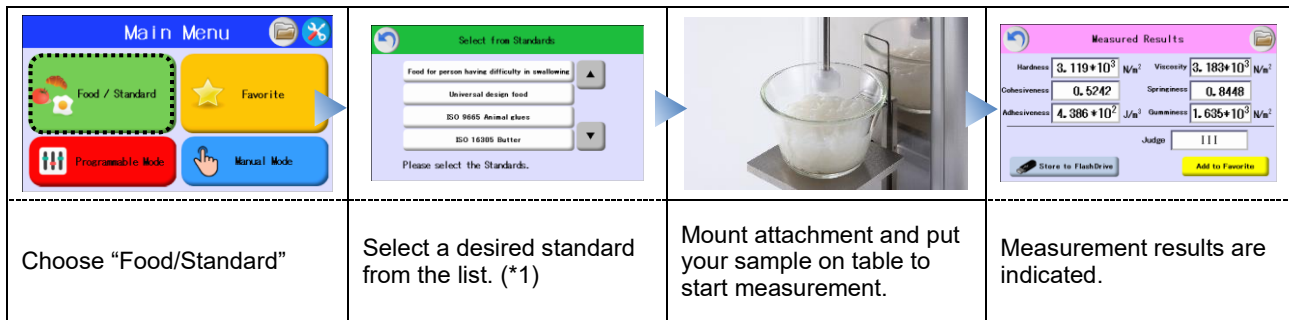 Main Menu
Food / Standard
Favorite
Programmable Mode
Manual Mode
Choose “Food/Standard”
Select from Standards
Food for person having difficulty in swallowing
Universal design food
ISO 9665 Animal glues
ISO 16305 Butter
Please select the Standards.
Select a desired standard
from the list. (*1)
Mount attachment and put
your sample on table to
start measurement.
Measured Results
Hardness 3.119*10³ N/m² Viscosity 3.183*10³ N/m²
Cohesiveness 0.5242 Springiness 0.8448
Adhesiveness 4.386*10² J/m³ Gumminess 1.635*10³ N/m²
Judge III
Store to FlashDrive Add to Favorite
Measurement results are
indicated.